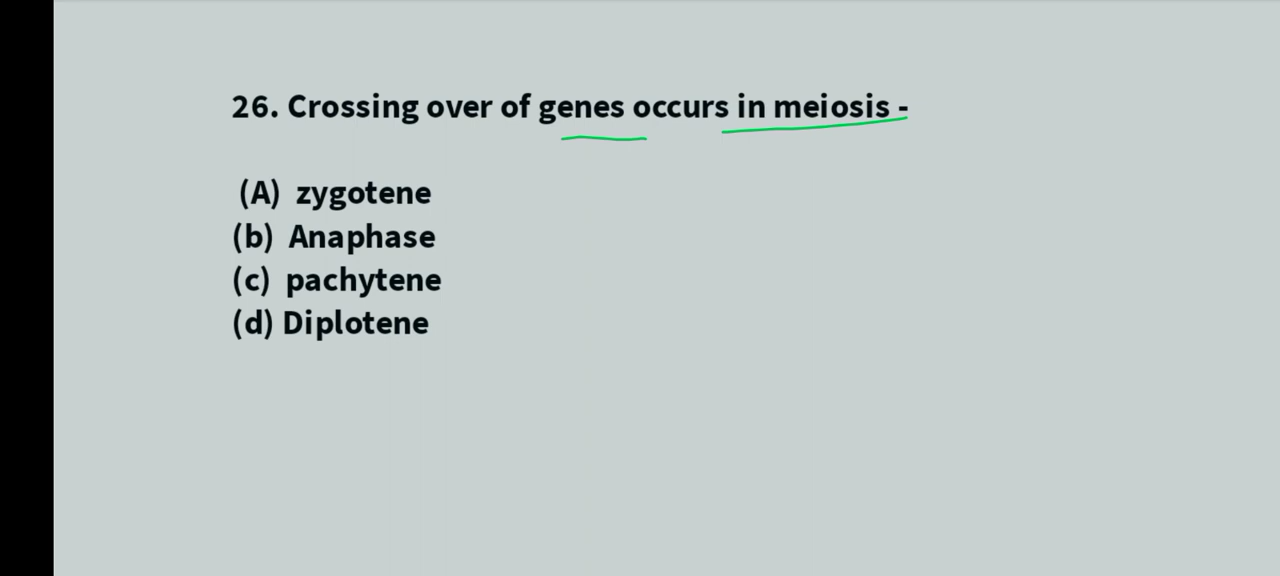 26. Crossing over of genes occurs in meiosis -
(A) zygotene
(b) Anaphase
(c) pachytene
(d) Diplotene